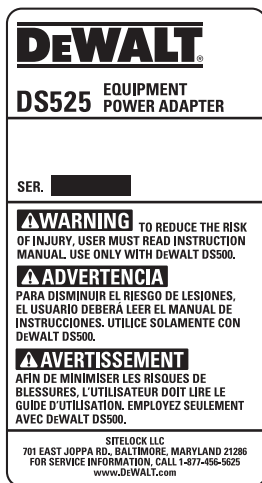 DEWALT®
DS525 EQUIPMENT
POWER ADAPTER
SER.
WARNING TO REDUCE THE RISK
OF INJURY, USER MUST READ INSTRUCTION
MANUAL. USE ONLY WITH DEWALT DS500.
ADVERTENCIA
PARA DISMINUIR EL RIESGO DE LESIONES,
EL USUARIO DEBERÁ LEER EL MANUAL DE
INSTRUCCIONES. UTILICE SOLAMENTE CON
DEWALT DS500.
AVERTISSEMENT
AFIN DE MINIMISER LES RISQUES DE
BLESSURES, L'UTILISATEUR DOIT LIRE LE
GUIDE D'UTILISATION. EMPLOYEZ SEULEMENT
AVEC DEWALT DS500.
SITELOCK LLC
701 EAST JOPPA RD., BALTIMORE, MARYLAND 21286
FOR SERVICE INFORMATION, CALL 1-877-456-5625
www.DEWALT.com